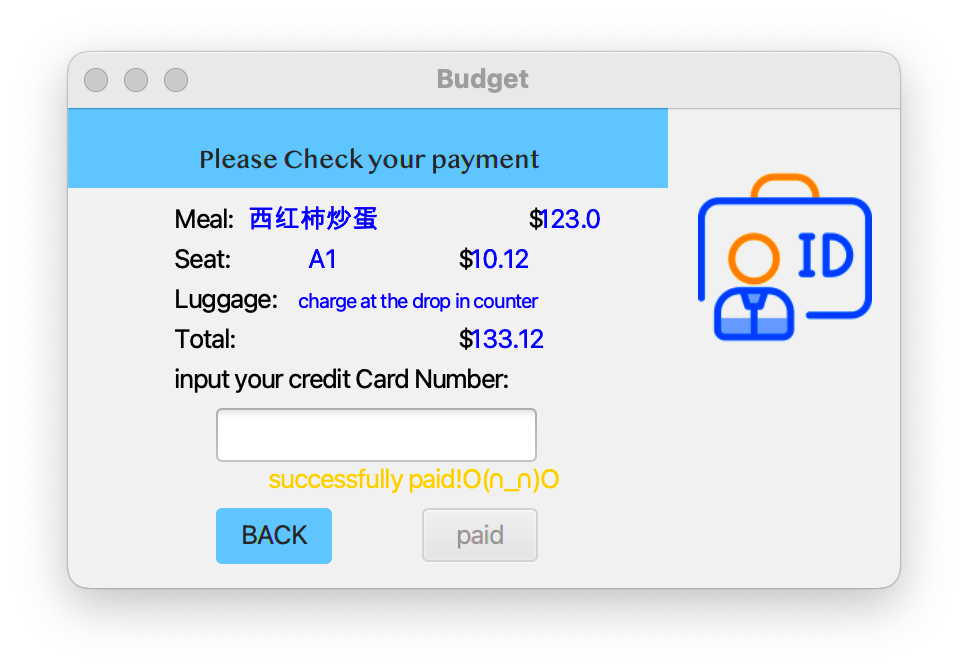 Budget
Please Check your payment
Meal: 西红柿炒蛋 $123.0
Seat: A1 $10.12
Luggage: charge at the drop in counter
Total: $133.12
input your credit Card Number:
successfully paid!O(∩_∩)O
BACK paid
ID